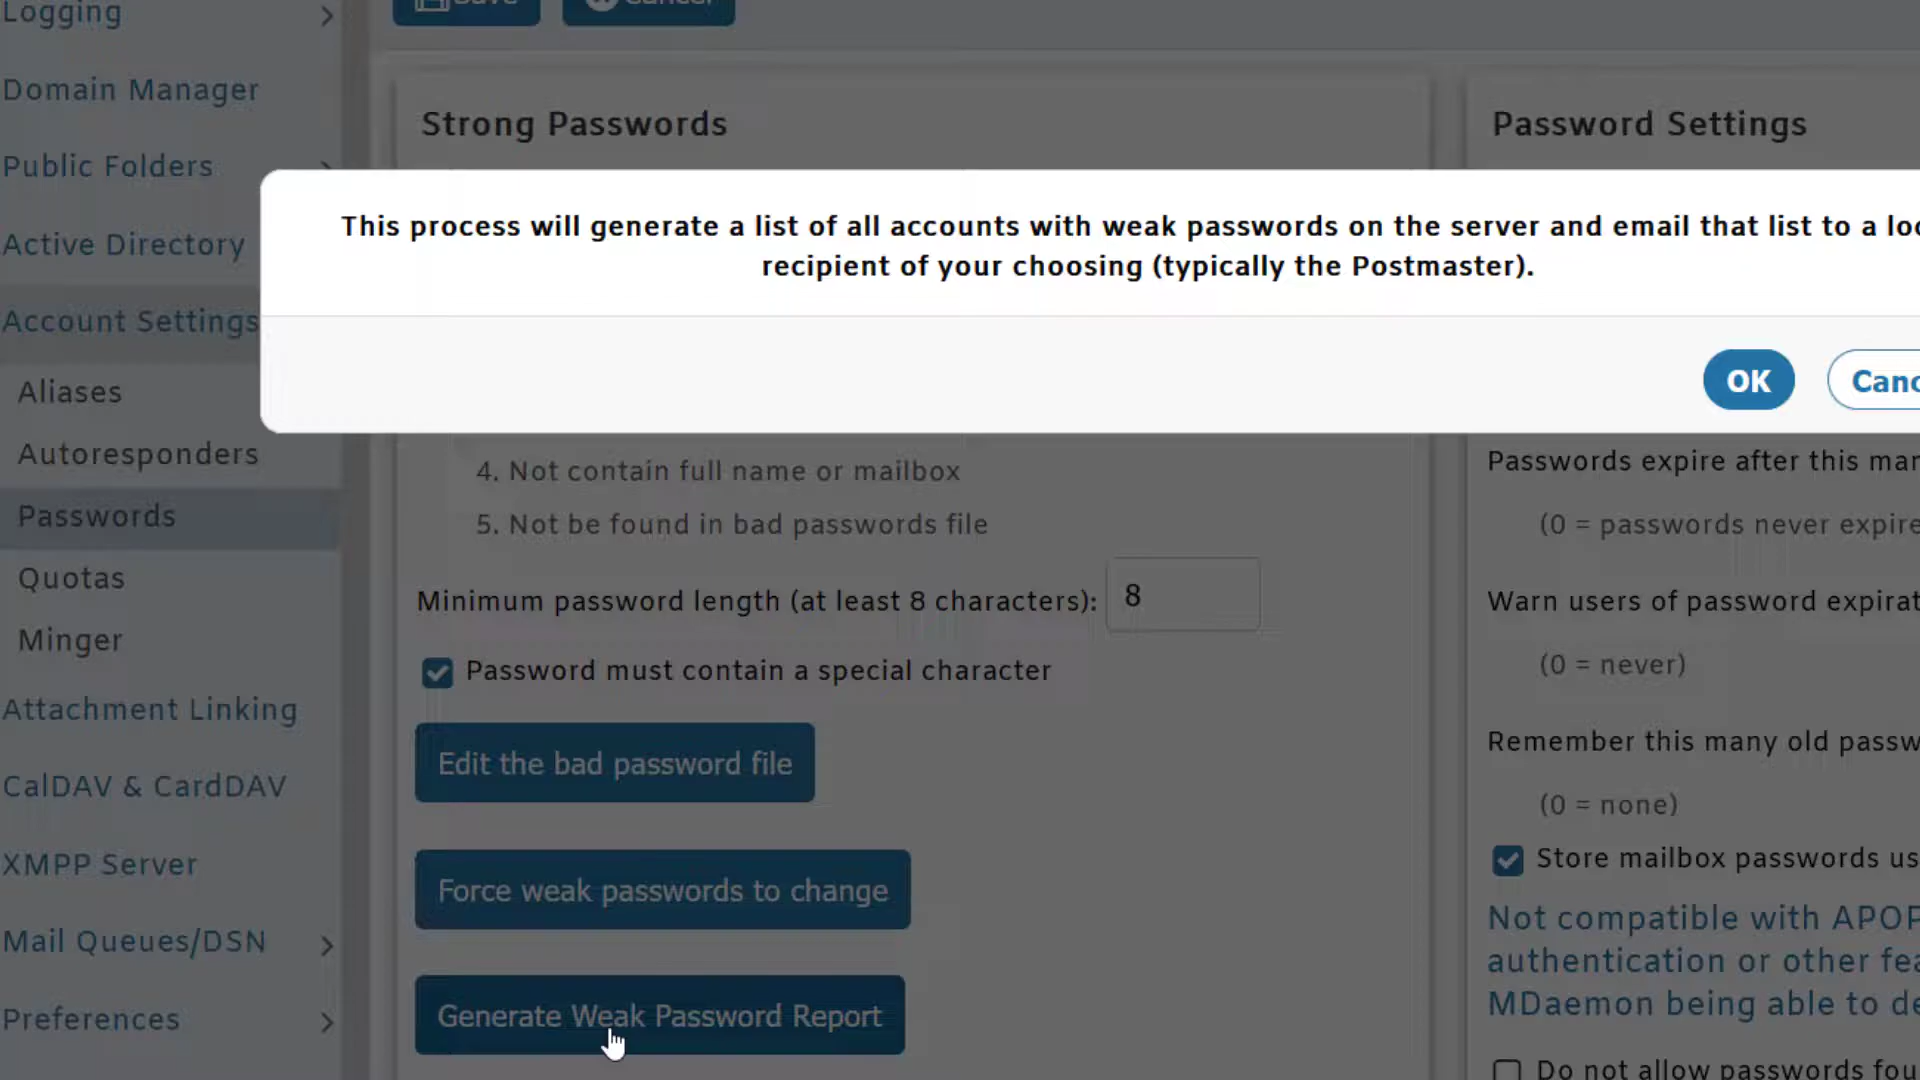 Logging
Save
Cancel
Domain Manager
Public Folders
Active Directory
Account Settings
Aliases
Autoresponders
Passwords
Quotas
Minger
Attachment Linking
CalDAV & CardDAV
XMPP Server
Mail Queues/DSN
Preferences
Strong Passwords
This process will generate a list of all accounts with weak passwords on the server and email that list to a loc
recipient of your choosing (typically the Postmaster).
OK
Canc
4. Not contain full name or mailbox
5. Not be found in bad passwords file
Minimum password length (at least 8 characters): 8
Password must contain a special character
Edit the bad password file
Force weak passwords to change
Generate Weak Password Report
Password Settings
Passwords expire after this man
(0 = passwords never expire
Warn users of password expirat
(0 = never)
Remember this many old passw
(0 = none)
Store mailbox passwords us
Not compatible with APOP
authentication or other fea
MDaemon being able to de
Do not allow passwords fou